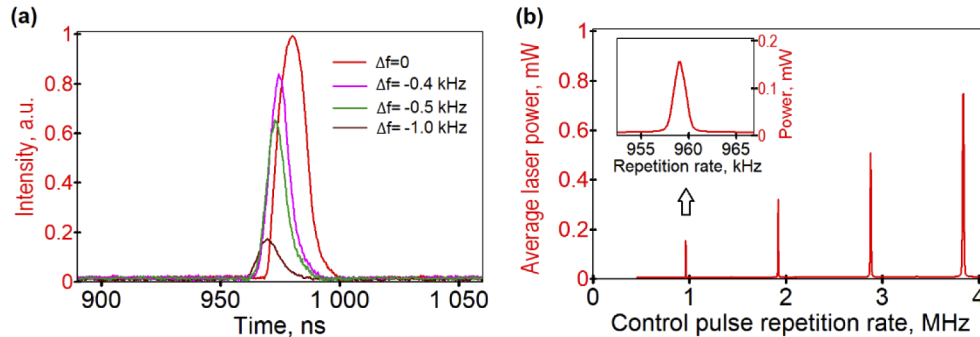 (a)
Intensity, a.u.
1
0.8
0.6
0.4
0.2
0
Δf=0
Δf= -0.4 kHz
Δf= -0.5 kHz
Δf= -1.0 kHz
900
950
1 000
1 050
Time, ns
(b)
Average laser power, mW
1
0.8
0.6
0.4
0.2
0
0.2
0.1
0
Power, mW
955
960
965
Repetition rate, kHz
0
1
2
3
4
Control pulse repetition rate, MHz